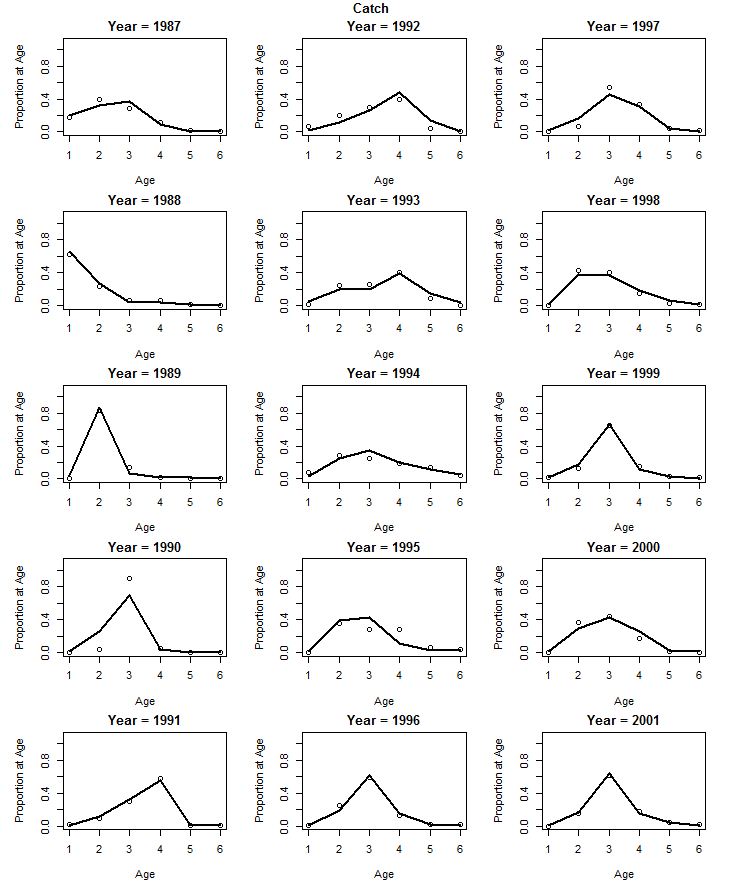 Catch
Year = 1987
Year = 1992
Year = 1997
Proportion at Age
0.0 0.4 0.8
1 2 3 4 5 6
Age
Proportion at Age
0.0 0.4 0.8
1 2 3 4 5 6
Age
Proportion at Age
0.0 0.4 0.8
1 2 3 4 5 6
Age
Year = 1988
Year = 1993
Year = 1998
Proportion at Age
0.0 0.4 0.8
1 2 3 4 5 6
Age
Proportion at Age
0.0 0.4 0.8
1 2 3 4 5 6
Age
Proportion at Age
0.0 0.4 0.8
1 2 3 4 5 6
Age
Year = 1989
Year = 1994
Year = 1999
Proportion at Age
0.0 0.4 0.8
1 2 3 4 5 6
Age
Proportion at Age
0.0 0.4 0.8
1 2 3 4 5 6
Age
Proportion at Age
0.0 0.4 0.8
1 2 3 4 5 6
Age
Year = 1990
Year = 1995
Year = 2000
Proportion at Age
0.0 0.4 0.8
1 2 3 4 5 6
Age
Proportion at Age
0.0 0.4 0.8
1 2 3 4 5 6
Age
Proportion at Age
0.0 0.4 0.8
1 2 3 4 5 6
Age
Year = 1991
Year = 1996
Year = 2001
Proportion at Age
0.0 0.4 0.8
1 2 3 4 5 6
Age
Proportion at Age
0.0 0.4 0.8
1 2 3 4 5 6
Age
Proportion at Age
0.0 0.4 0.8
1 2 3 4 5 6
Age